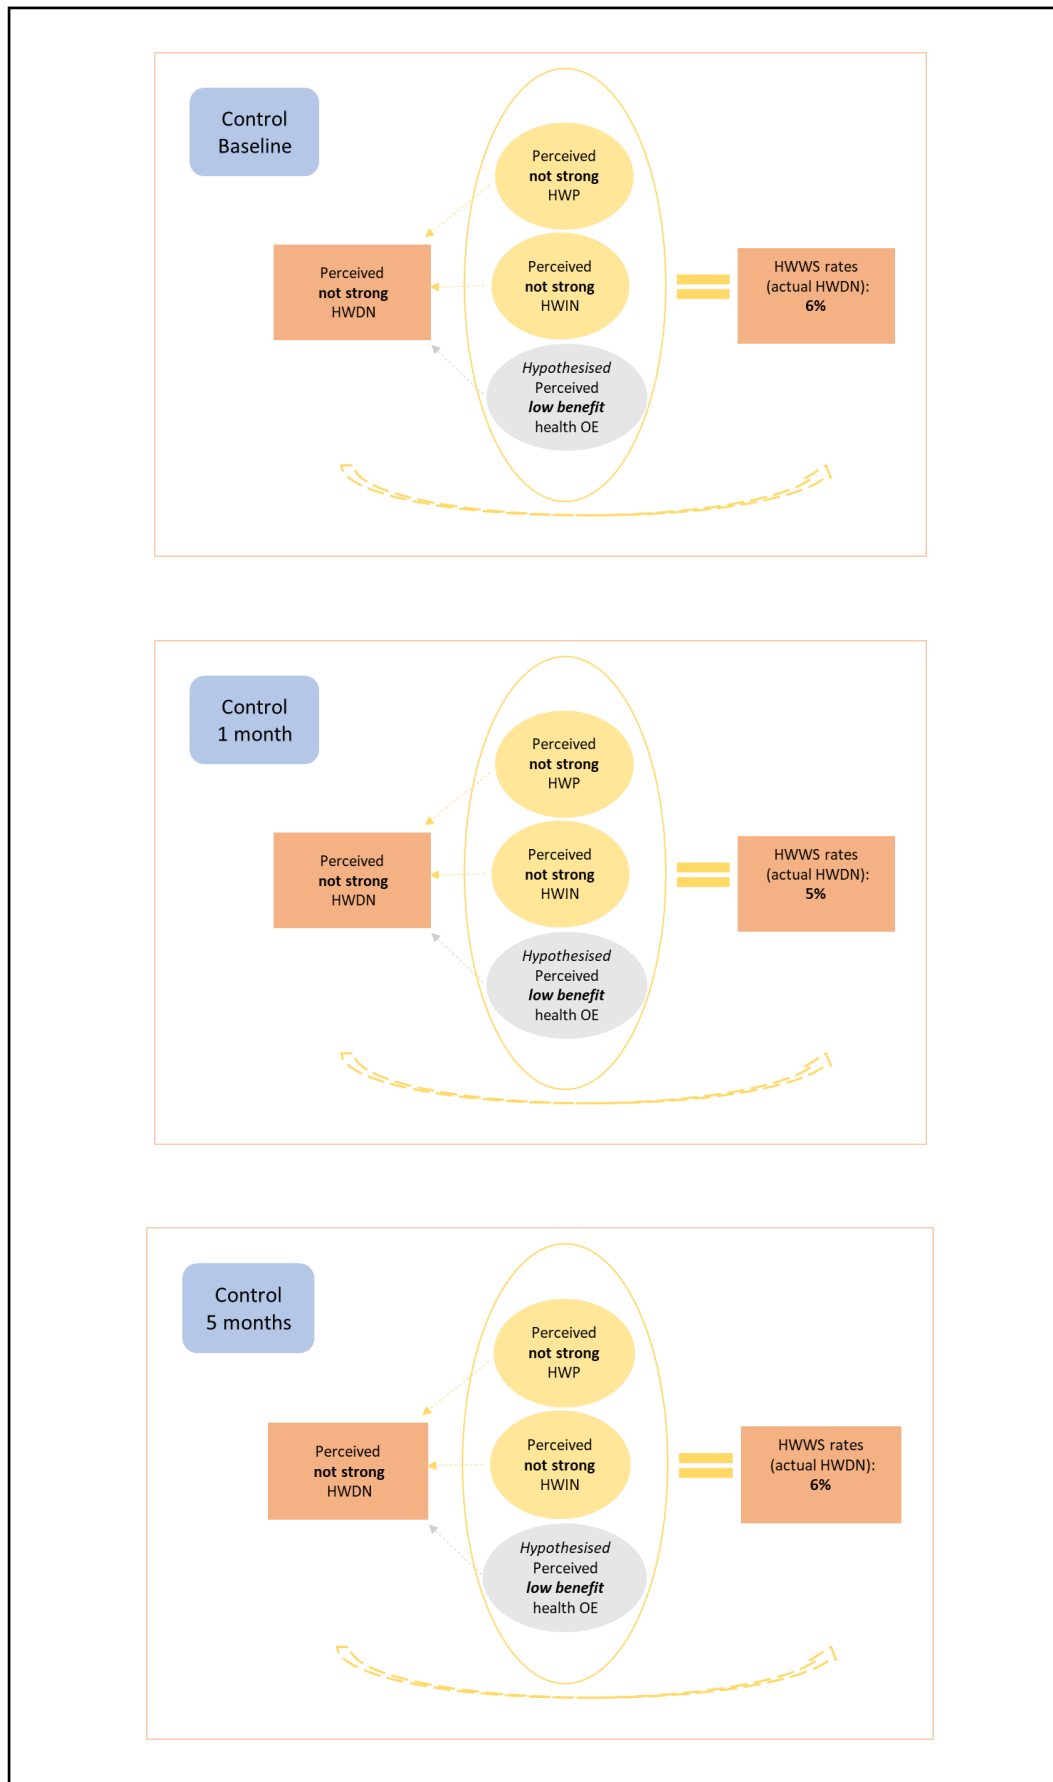 Control
Baseline
Perceived
not strong
HWP
Perceived
not strong
HWDN
Perceived
not strong
HWIN
HWWS rates
(actual HWDN):
6%
Hypothesised
Perceived
low benefit
health OE
Control
1 month
Perceived
not strong
HWP
Perceived
not strong
HWDN
Perceived
not strong
HWIN
HWWS rates
(actual HWDN):
5%
Hypothesised
Perceived
low benefit
health OE
Control
5 months
Perceived
not strong
HWP
Perceived
not strong
HWDN
Perceived
not strong
HWIN
HWWS rates
(actual HWDN):
6%
Hypothesised
Perceived
low benefit
health OE